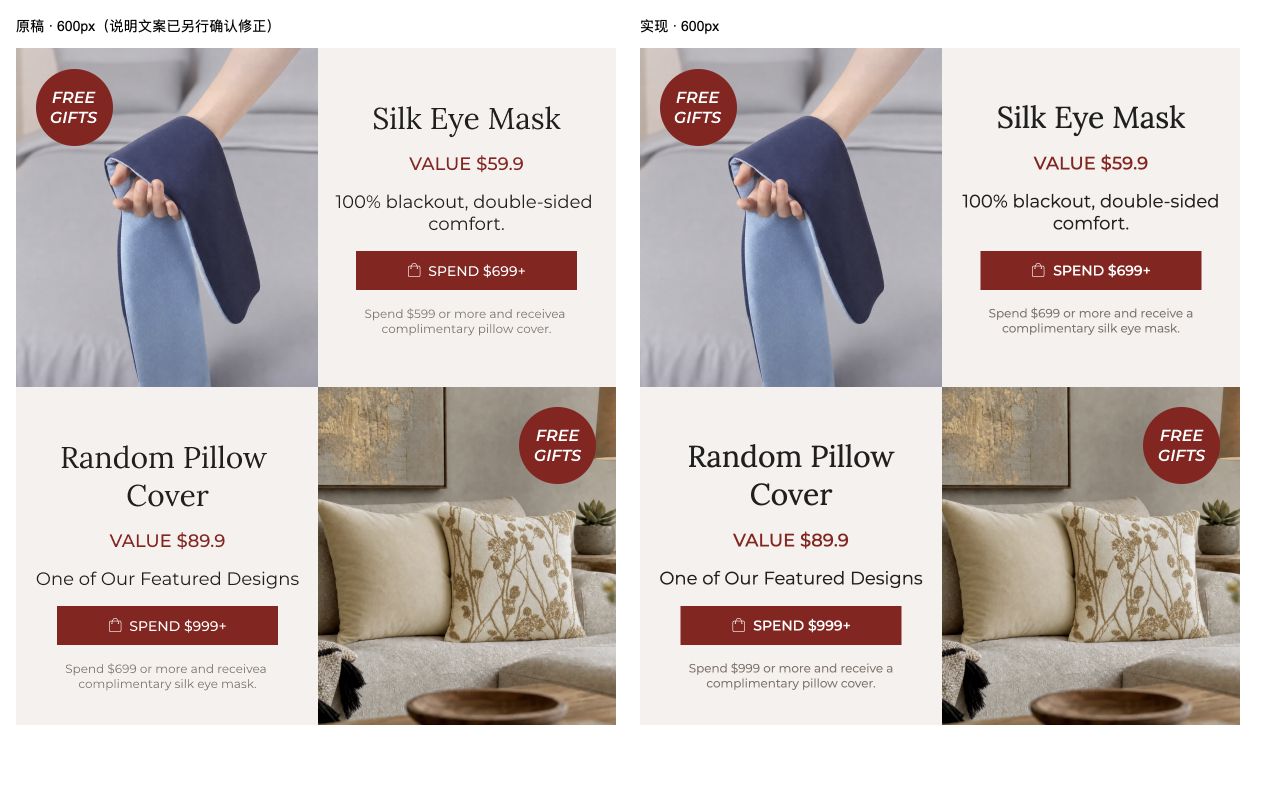 原稿 · 600px（说明文案已另行确认修正）
FREE
GIFTS
Silk Eye Mask
VALUE $59.9
100% blackout, double-sided
comfort.
SPEND $699+
Spend $599 or more and receivea
complimentary pillow cover.
Random Pillow
Cover
VALUE $89.9
One of Our Featured Designs
SPEND $999+
Spend $699 or more and receivea
complimentary silk eye mask.
FREE
GIFTS
实现 · 600px
FREE
GIFTS
Silk Eye Mask
VALUE $59.9
100% blackout, double-sided
comfort.
SPEND $699+
Spend $699 or more and receive a
complimentary silk eye mask.
Random Pillow
Cover
VALUE $89.9
One of Our Featured Designs
SPEND $999+
Spend $999 or more and receive a
complimentary pillow cover.
FREE
GIFTS